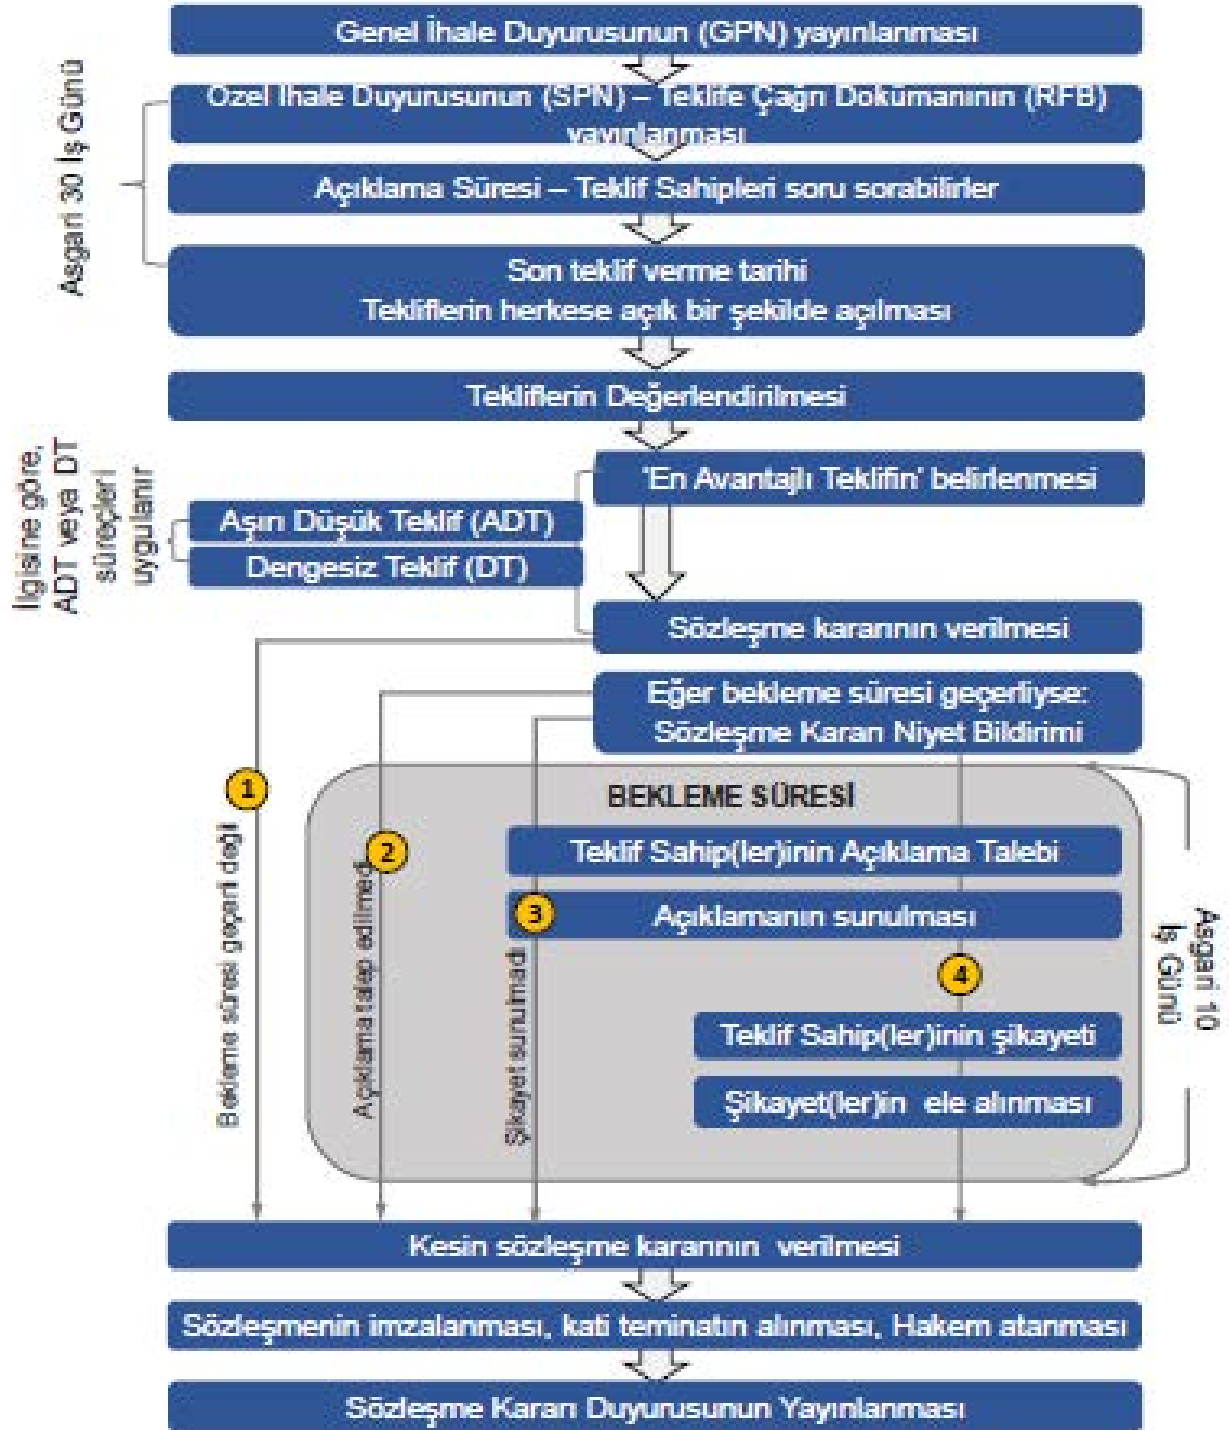 Genel İhale Duyurusunun (GPN) yayınlanması
Asgari 30 İş Günü
Özel İhale Duyurusunun (SPN) – Teklife Çağrı Dokümanının (RFB)
yayınlanması
Açıklama Süresi – Teklif Sahipleri soru sorabilirler
Son teklif verme tarihi
Tekliflerin herkese açık bir şekilde açılması
Tekliflerin Değerlendirilmesi
İlgisine göre,
ADT veya DT
süreçleri
uygulanır
'En Avantajlı Teklifin' belirlenmesi
Aşırı Düşük Teklif (ADT)
Dengesiz Teklif (DT)
Sözleşme kararının verilmesi
Eğer bekleme süresi geçerliyse:
Sözleşme Kararı Niyet Bildirimi
1
Bekleme süresi geçerli değil
BEKLEME SÜRESİ
2
Açıklama talep edilmedi
Teklif Sahip(ler)inin Açıklama Talebi
3
Şikayet sunulmadı
Açıklamanın sunulması
4
Asgari 10
İş Günü
Teklif Sahip(ler)inin şikayeti
Şikayet(ler)in ele alınması
Kesin sözleşme kararının verilmesi
Sözleşmenin imzalanması, kati teminatın alınması, Hakem atanması
Sözleşme Kararı Duyurusunun Yayınlanması